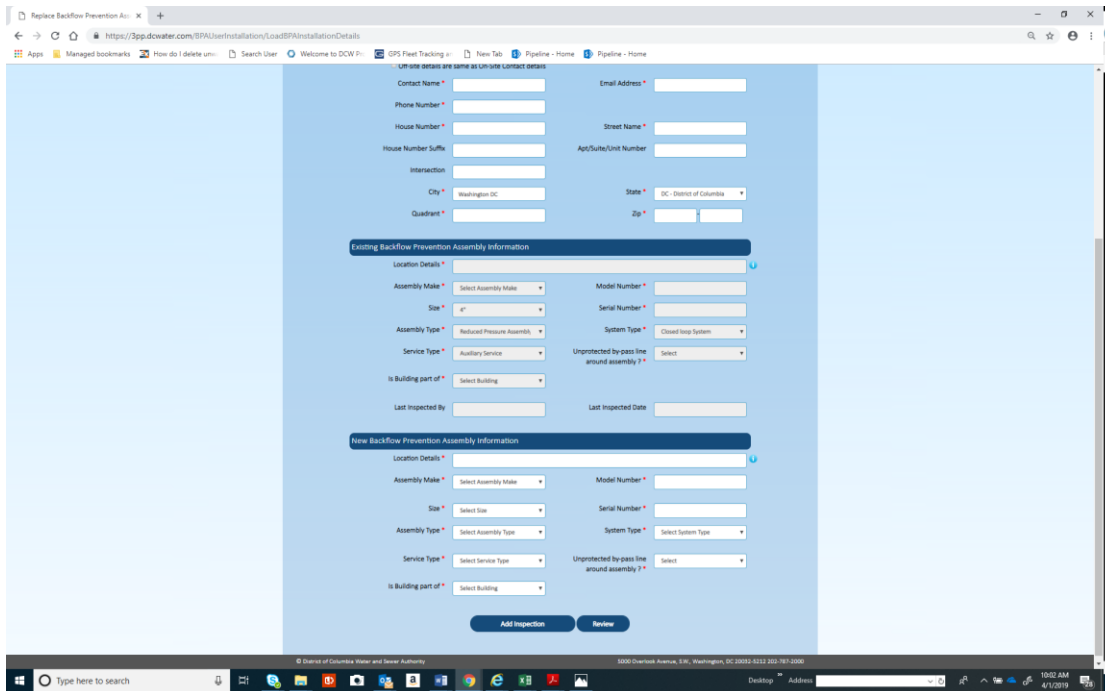 Replace Backflow Prevention Ass
https://3pp.dcwater.com/BPAUserInstallation/LoadBPAInstallationDetails
Apps Managed bookmarks How do I delete unw Search User Welcome to DCW Po GPS Fleet Tracking a New Tab Pipeline - Home Pipeline - Home
Off-site details are same as On-Site Contact details
Contact Name * Email Address *
Phone Number *
House Number * Street Name *
House Number Suffix Apt/Suite/Unit Number
Intersection
City * Washington DC State * DC - District of Columbia
Quadrant * Zip * -
Existing Backflow Prevention Assembly Information
Location Details *
Assembly Make * Select Assembly Make Model Number *
Size * Serial Number *
Assembly Type * Reduced Pressure Assembl System Type * Closed loop System
Service Type * Auxiliary Service Unprotected by-pass line Select
around assembly ? *
Is Building part of * Select Building
Last Inspected By Last Inspected Date
New Backflow Prevention Assembly Information
Location Details *
Assembly Make * Select Assembly Make Model Number *
Size * Select Size Serial Number *
Assembly Type * Select Assembly Type System Type * Select System Type
Service Type * Select Service Type Unprotected by-pass line Select
around assembly ? *
Is Building part of * Select Building
Add Inspection Review
© District of Columbia Water and Sewer Authority 5000 Overlook Avenue, S.W., Washington, DC 20032-5212 202-787-2000
Type here to search Desktop Address 10:02 AM
4/1/2019